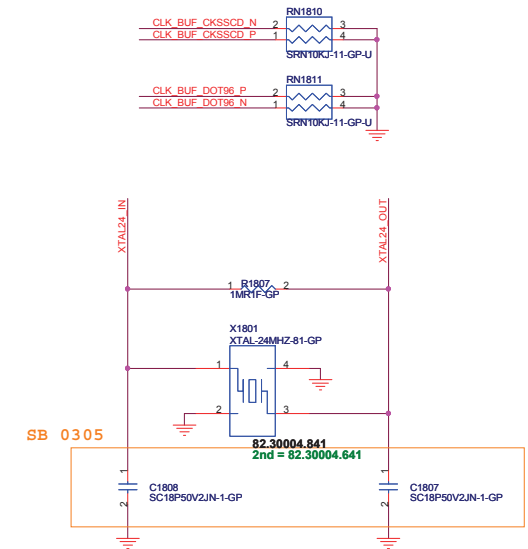 RN1810
CLK_BUF_CKSSCD_N 2 3
CLK_BUF_CKSSCD_P 1 4
SRN10KJ-11-GP-U
RN1811
CLK_BUF_DOT96_P 2 3
CLK_BUF_DOT96_N 1 4
SRN10KJ-11-GP-U
XTAL24_IN
XTAL24_OUT
1 R1807 2
1MR1F-GP
X1801
XTAL-24MHZ-81-GP
1 4
2 3
SB 0305
82.30004.841
2nd = 82.30004.641
1 1
C1808
SC18P50V2JN-1-GP
C1807
SC18P50V2JN-1-GP
2 2